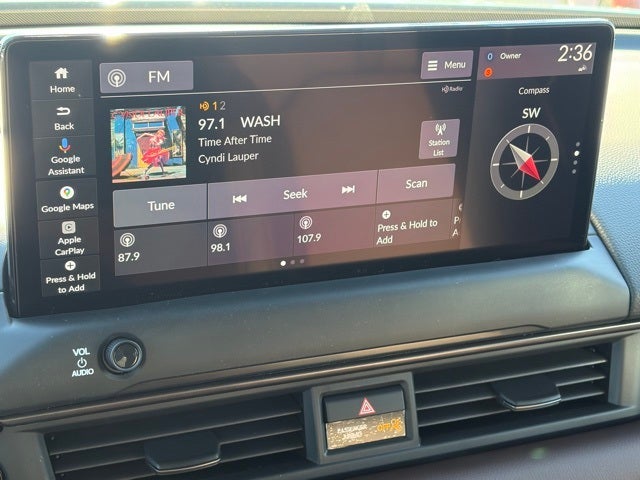 Home
Back
Google
Assistant
Google Maps
Apple
CarPlay
Press & Hold
to Add
FM
Menu
HD Radio
HD 1 2
97.1 WASH
Time After Time
Cyndi Lauper
Station
List
Tune
Seek
Scan
87.9
98.1
107.9
Press & Hold to
Add
0 Owner
2:36
Compass
SW
VOL
AUDIO
PASSENGER
AIRBAG
OFF